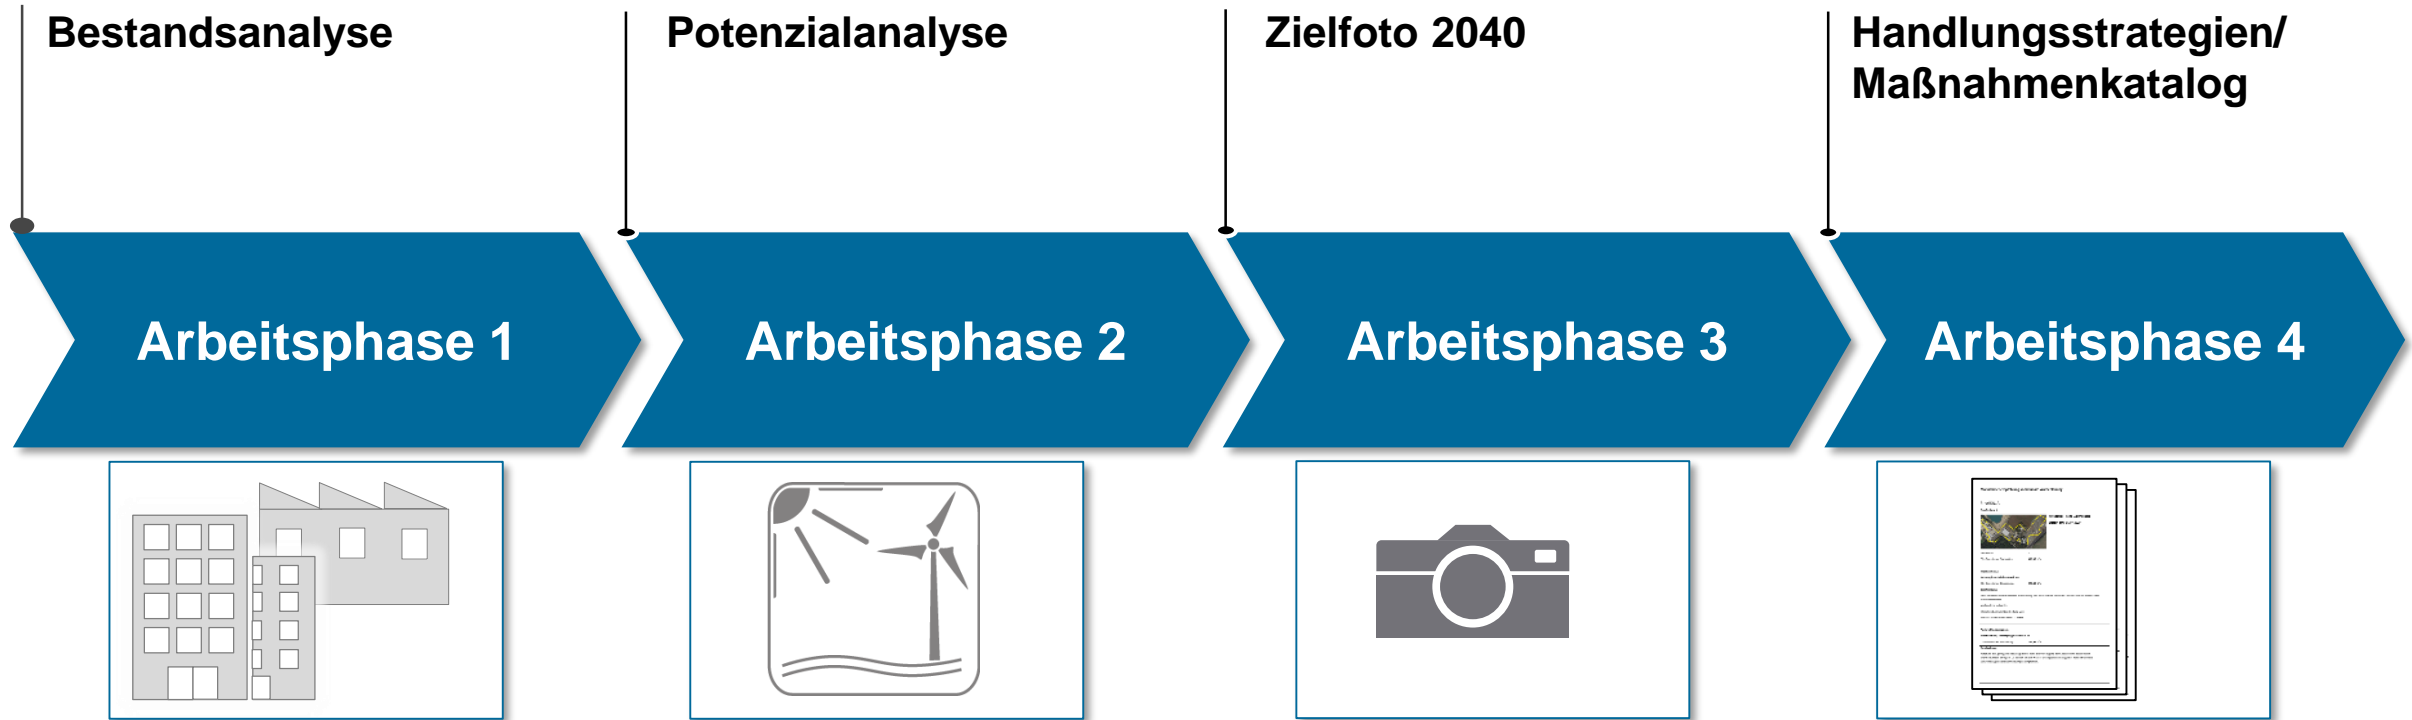 Bestandsanalyse
Potenzialanalyse
Zielfoto 2040
Handlungsstrategien/
Maßnahmenkatalog
Arbeitsphase 1
Arbeitsphase 2
Arbeitsphase 3
Arbeitsphase 4